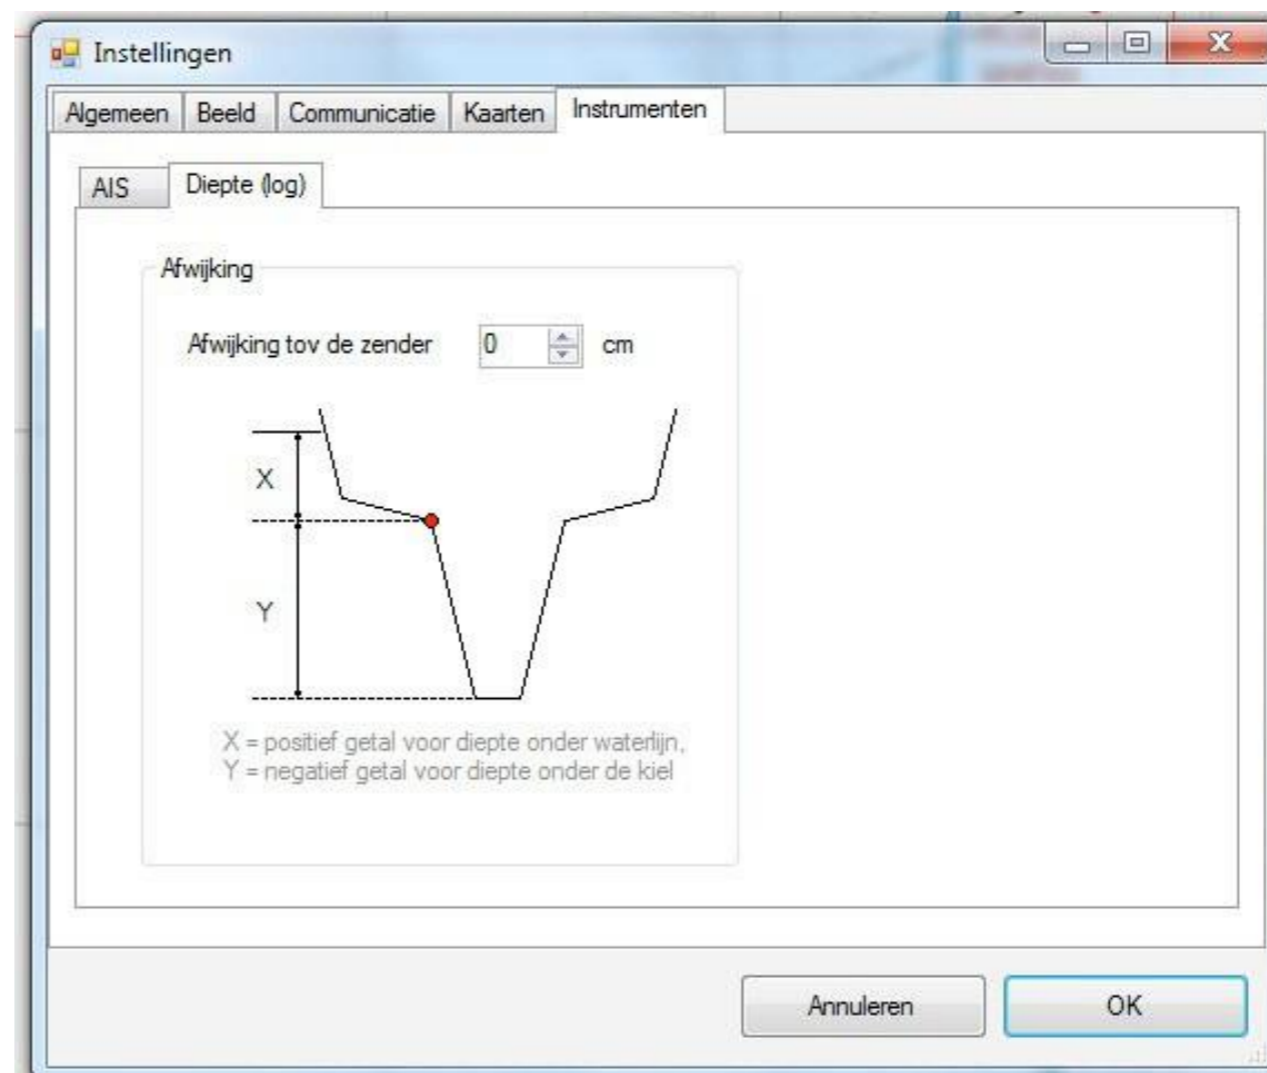 Instellingen
Algemeen Beeld Communicatie Kaarten Instrumenten
AIS Diepte (log)
Afwijking
Afwijking tov de zender 0 cm
X
Y
X = positief getal voor diepte onder waterlijn,
Y = negatief getal voor diepte onder de kiel
Annuleren OK